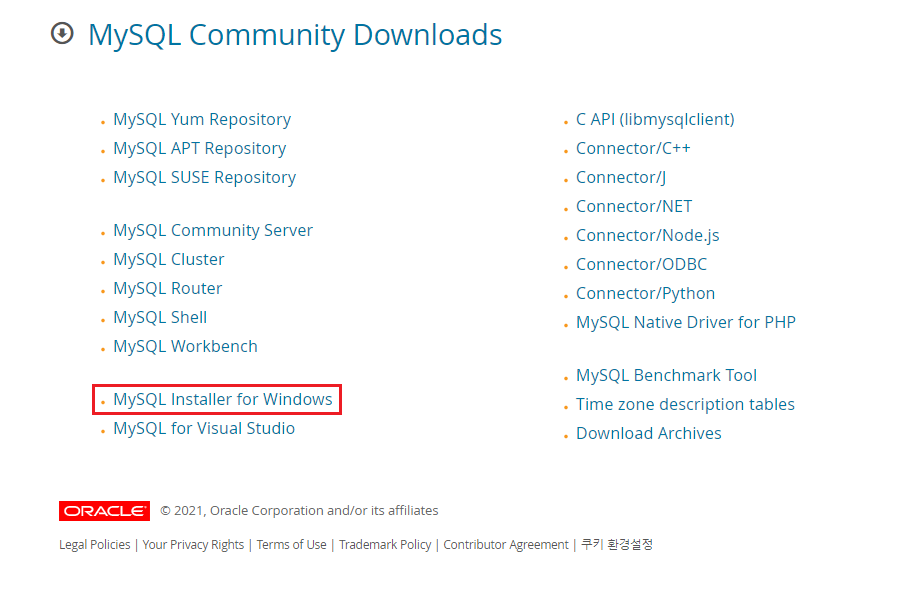 MySQL Community Downloads
MySQL Yum Repository
MySQL APT Repository
MySQL SUSE Repository
MySQL Community Server
MySQL Cluster
MySQL Router
MySQL Shell
MySQL Workbench
MySQL Installer for Windows
MySQL for Visual Studio
C API (libmysqlclient)
Connector/C++
Connector/J
Connector/NET
Connector/Node.js
Connector/ODBC
Connector/Python
MySQL Native Driver for PHP
MySQL Benchmark Tool
Time zone description tables
Download Archives
ORACLE © 2021, Oracle Corporation and/or its affiliates
Legal Policies | Your Privacy Rights | Terms of Use | Trademark Policy | Contributor Agreement | 쿠키 환경설정